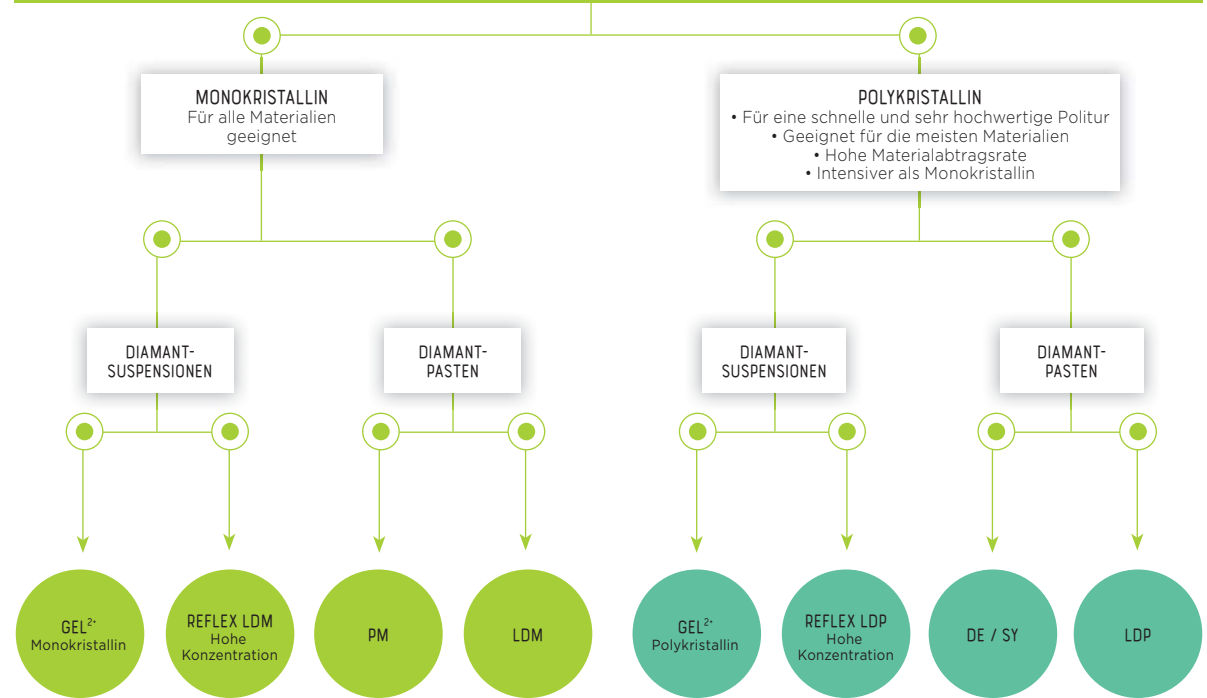 MONOKRISTALLIN
Für alle Materialien
geeignet
POLYKRISTALLIN
• Für eine schnelle und sehr hochwertige Politur
• Geeignet für die meisten Materialien
• Hohe Materialabtragsrate
• Intensiver als Monokristallin
DIAMANT-
SUSPENSIONEN
DIAMANT-
PASTEN
DIAMANT-
SUSPENSIONEN
DIAMANT-
PASTEN
GEL²⁺
Monokristallin
REFLEX LDM
Hohe
Konzentration
PM
LDM
GEL²⁺
Polykristallin
REFLEX LDP
Hohe
Konzentration
DE / SY
LDP